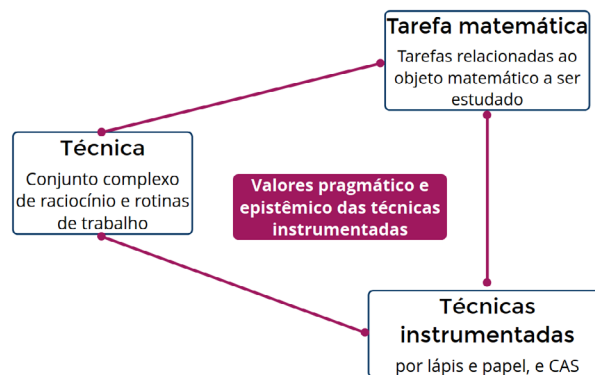 Tarefa matemática
Tarefas relacionadas ao
objeto matemático a ser
estudado
Técnica
Conjunto complexo
de raciocínio e rotinas
de trabalho
Valores pragmático e
epistêmico das técnicas
instrumentadas
Técnicas
instrumentadas
por lápis e papel, e CAS